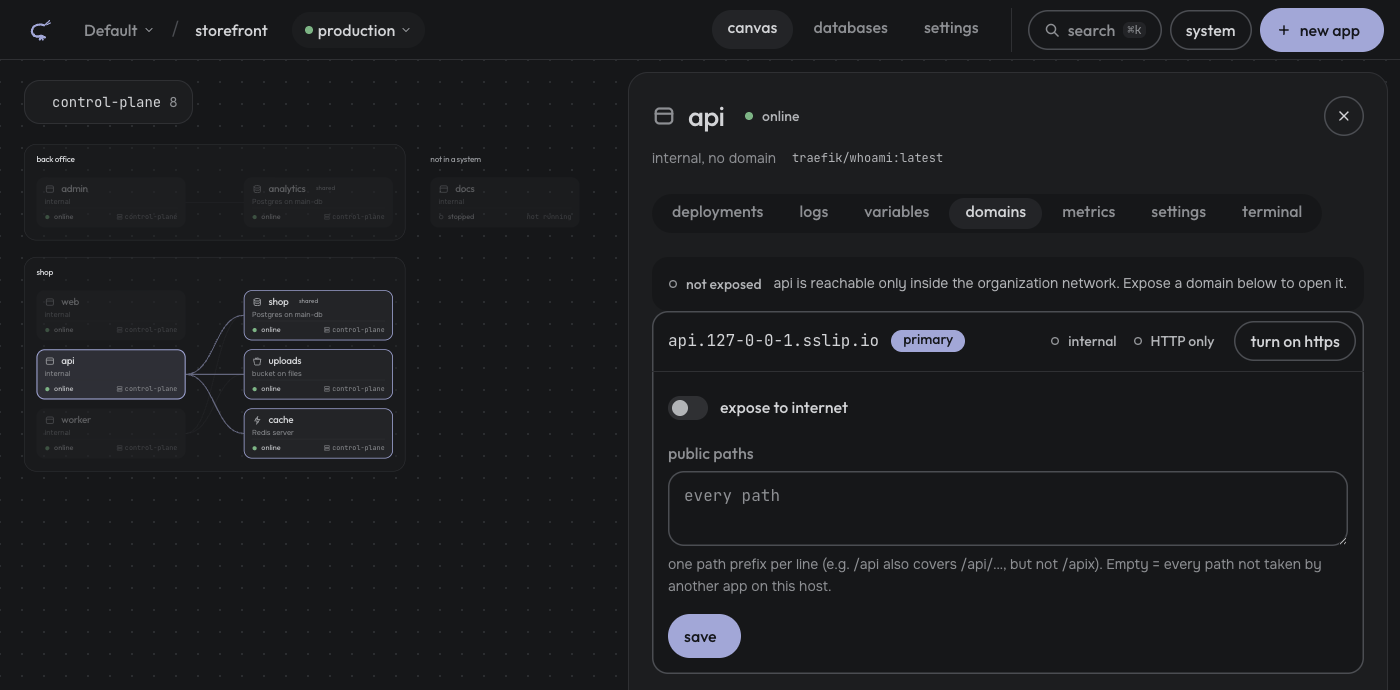 Default / storefront production
canvas databases settings search ⌘k system + new app
control-plane 8
back office
admin
internal
online control-plane
analytics shared
Postgres on main-db
online control-plane
not in a system
docs
internal
stopped not running
shop
web
internal
online control-plane
api
internal
online control-plane
worker
internal
online control-plane
shop shared
Postgres on main-db
online control-plane
uploads
bucket on files
online control-plane
cache
Redis server
online control-plane
api online
internal, no domain traefik/whoami:latest
deployments logs variables domains metrics settings terminal
not exposed api is reachable only inside the organization network. Expose a domain below to open it.
api.127-0-0-1.sslip.io primary internal HTTP only turn on https
expose to internet
public paths
every path
one path prefix per line (e.g. /api also covers /api/…, but not /apix). Empty = every path not taken by
another app on this host.
save